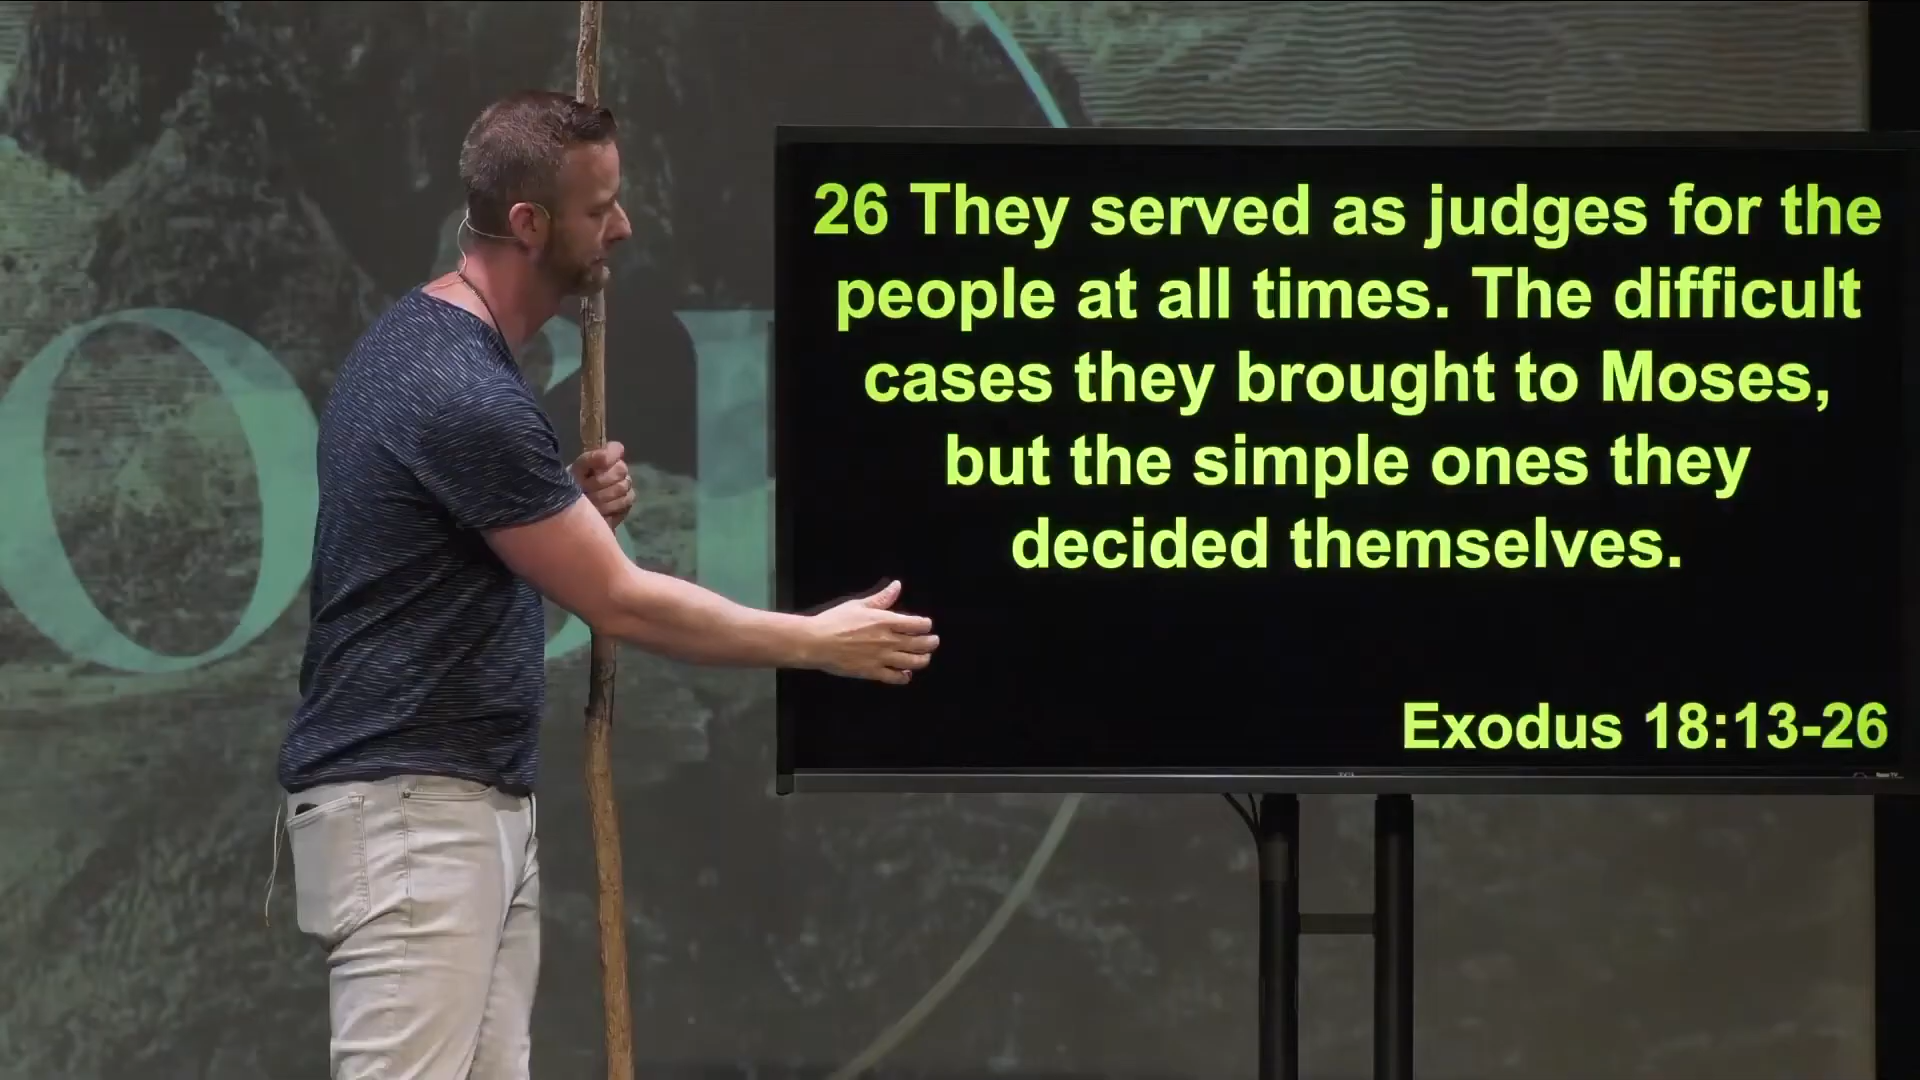 26 They served as judges for the
people at all times. The difficult
cases they brought to Moses,
but the simple ones they
decided themselves.
Exodus 18:13-26
TCL